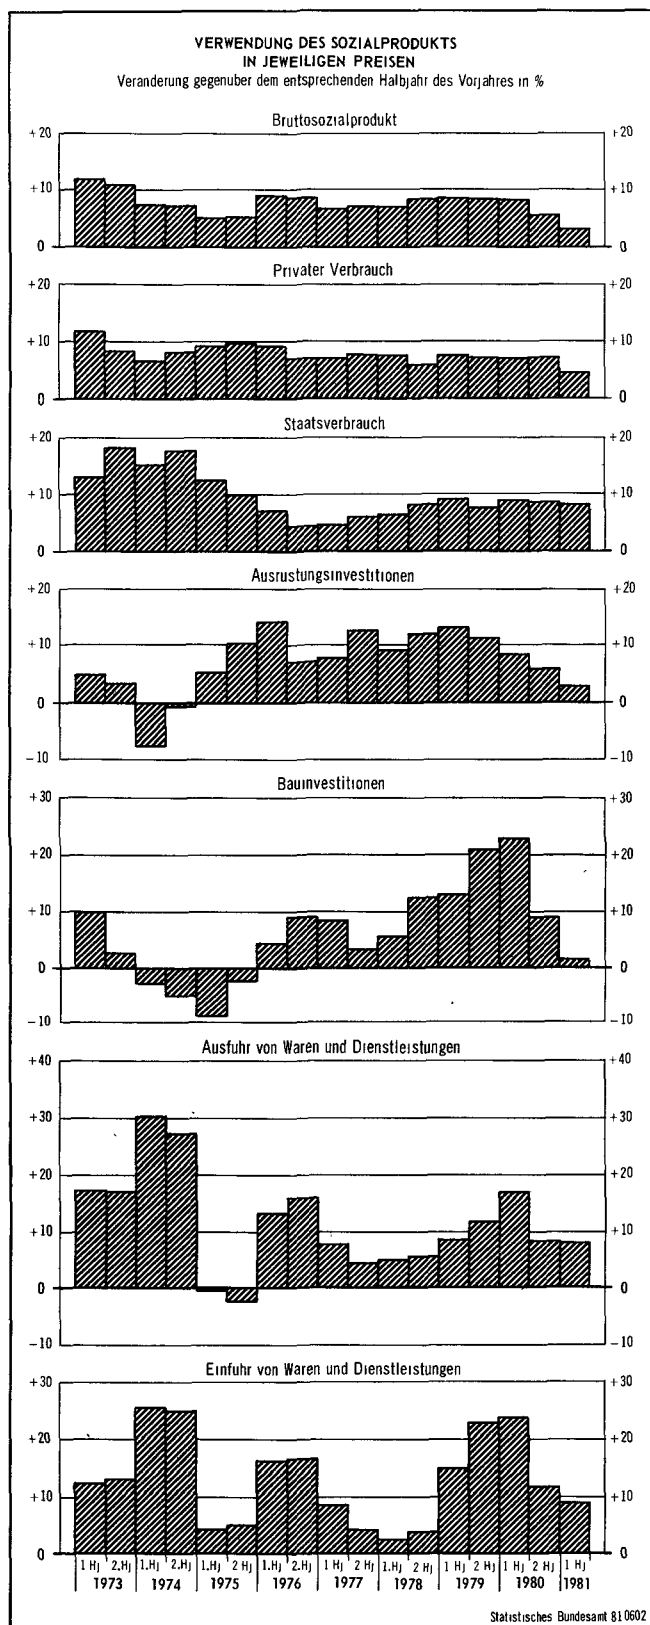 VERWENDUNG DES SOZIALPRODUKTS
IN JEWEILIGEN PREISEN
Veranderung gegenuber dem entsprechenden Halbjahr des Vorjahres in %
Bruttosozialprodukt
+20 +20
+10 +10
0 0
Privater Verbrauch
+20 +20
+10 +10
0 0
Staatsverbrauch
+20 +20
+10 +10
0 0
Ausrustungsinvestitionen
+20 +20
+10 +10
0 0
-10 -10
Bauinvestitionen
+30 +30
+20 +20
+10 +10
0 0
-10 -10
Ausfuhr von Waren und Dienstleistungen
+40 +40
+30 +30
+20 +20
+10 +10
0 0
-10 -10
Einfuhr von Waren und Dienstleistungen
+30 +30
+20 +20
+10 +10
0 0
1 Hj 2.Hj 1.Hj 2.Hj 1.Hj 2 Hj 1.Hj 2.Hj 1 Hj 2 Hj 1.Hj 2 Hj 1 Hj 2 Hj 1 Hj 2 Hj 1 Hj
1973 1974 1975 1976 1977 1978 1979 1980 1981
Statistisches Bundesamt 810602